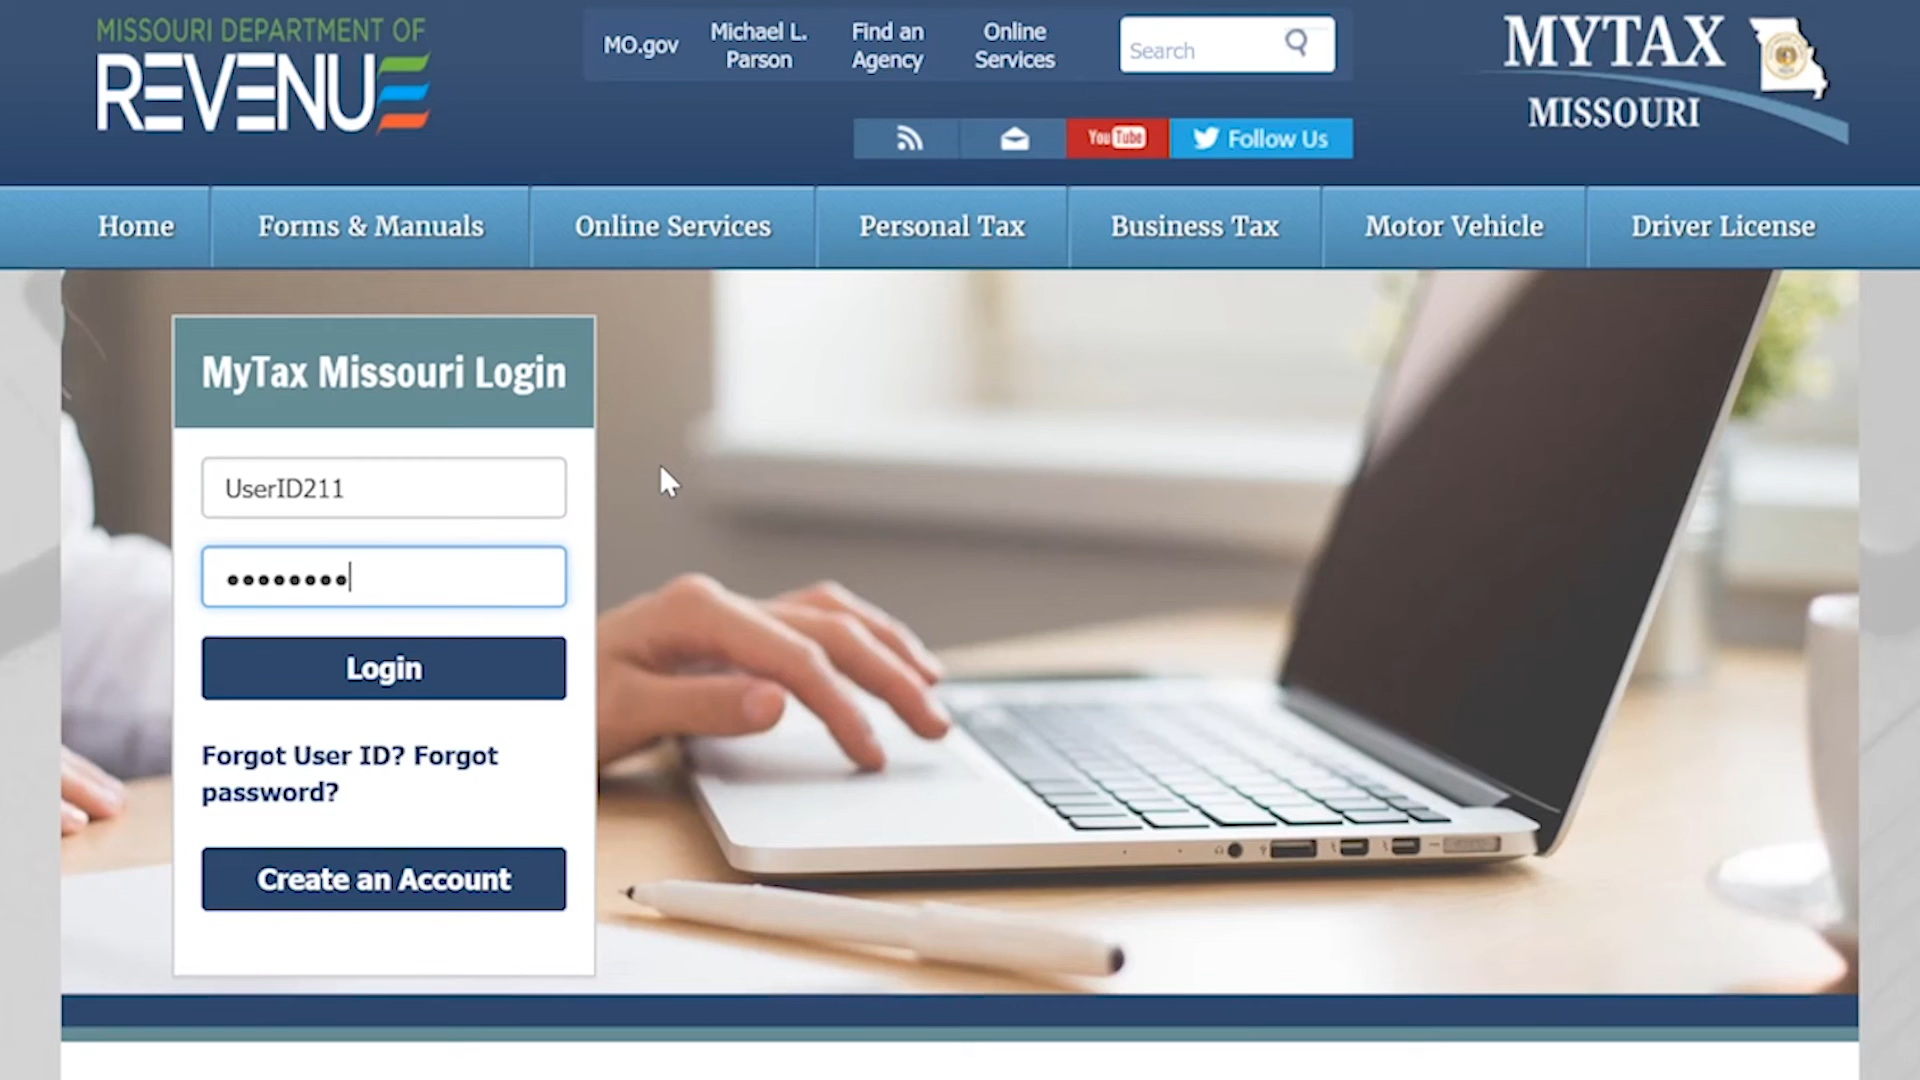 MISSOURI DEPARTMENT OF
REVENUE
MO.gov
Michael L.
Parson
Find an
Agency
Online
Services
Search
MYTAX
MISSOURI
You Tube
Follow Us
Home
Forms & Manuals
Online Services
Personal Tax
Business Tax
Motor Vehicle
Driver License
MyTax Missouri Login
UserID211
••••••••
Login
Forgot User ID? Forgot
password?
Create an Account